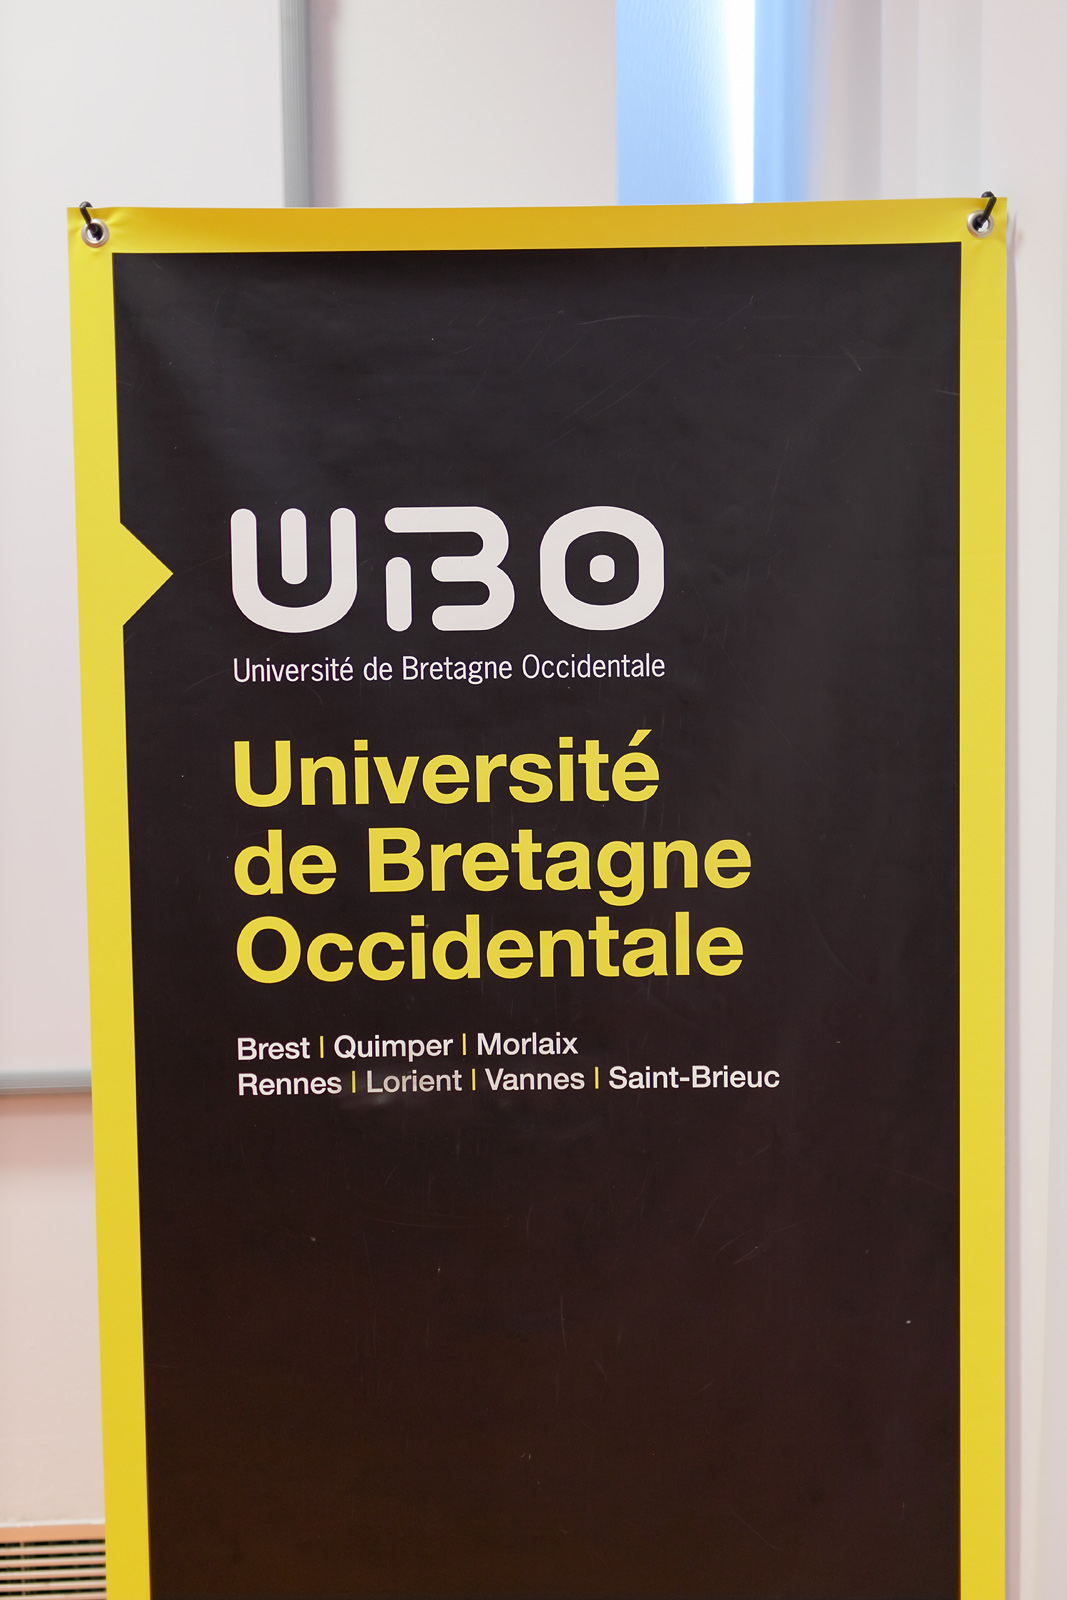 UBO
Université de Bretagne Occidentale
Université
de Bretagne
Occidentale
Brest | Quimper | Morlaix
Rennes | Lorient | Vannes | Saint-Brieuc